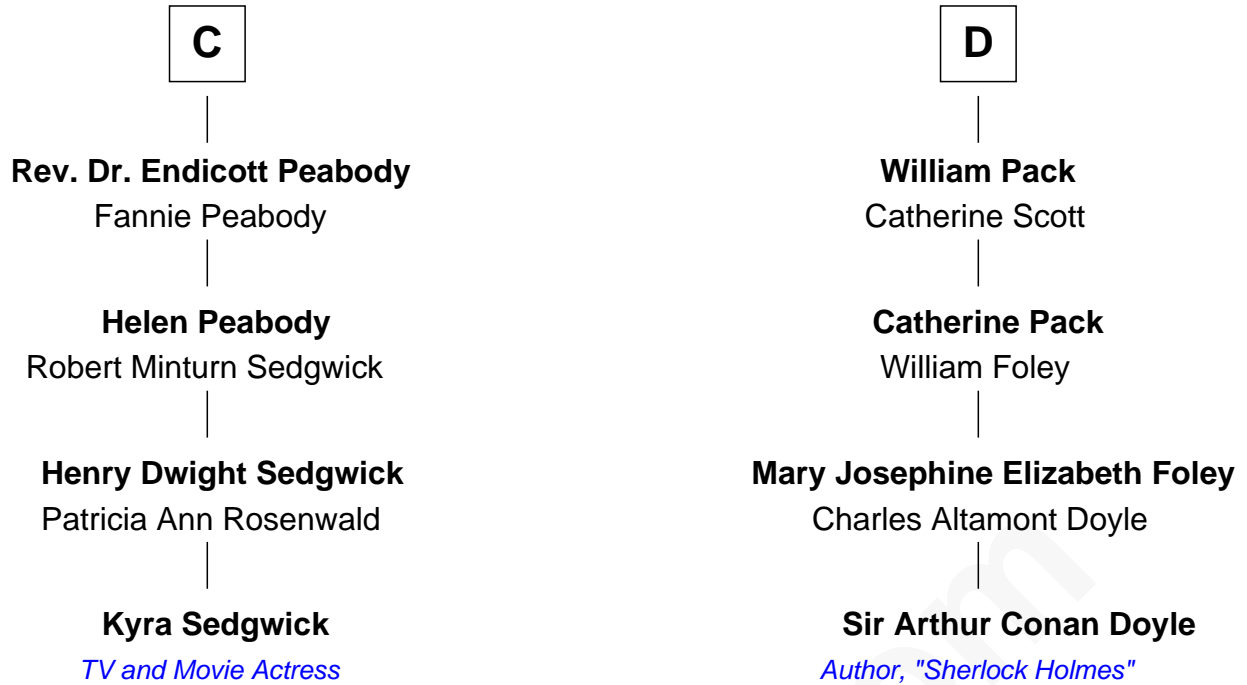 C
Rev. Dr. Endicott Peabody
Fannie Peabody
Helen Peabody
Robert Minturn Sedgwick
Henry Dwight Sedgwick
Patricia Ann Rosenwald
Kyra Sedgwick
TV and Movie Actress
D
William Pack
Catherine Scott
Catherine Pack
William Foley
Mary Josephine Elizabeth Foley
Charles Altamont Doyle
Sir Arthur Conan Doyle
Author, "Sherlock Holmes"